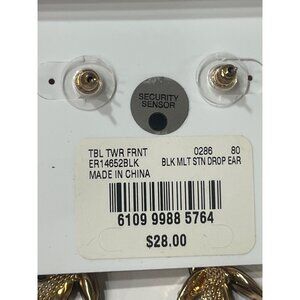 SECURITY
SENSOR
TBL TWR FRNT 0286 80
ER14652BLK BLK MLT STN DROP EAR
MADE IN CHINA
6109 9988 5764
$28.00